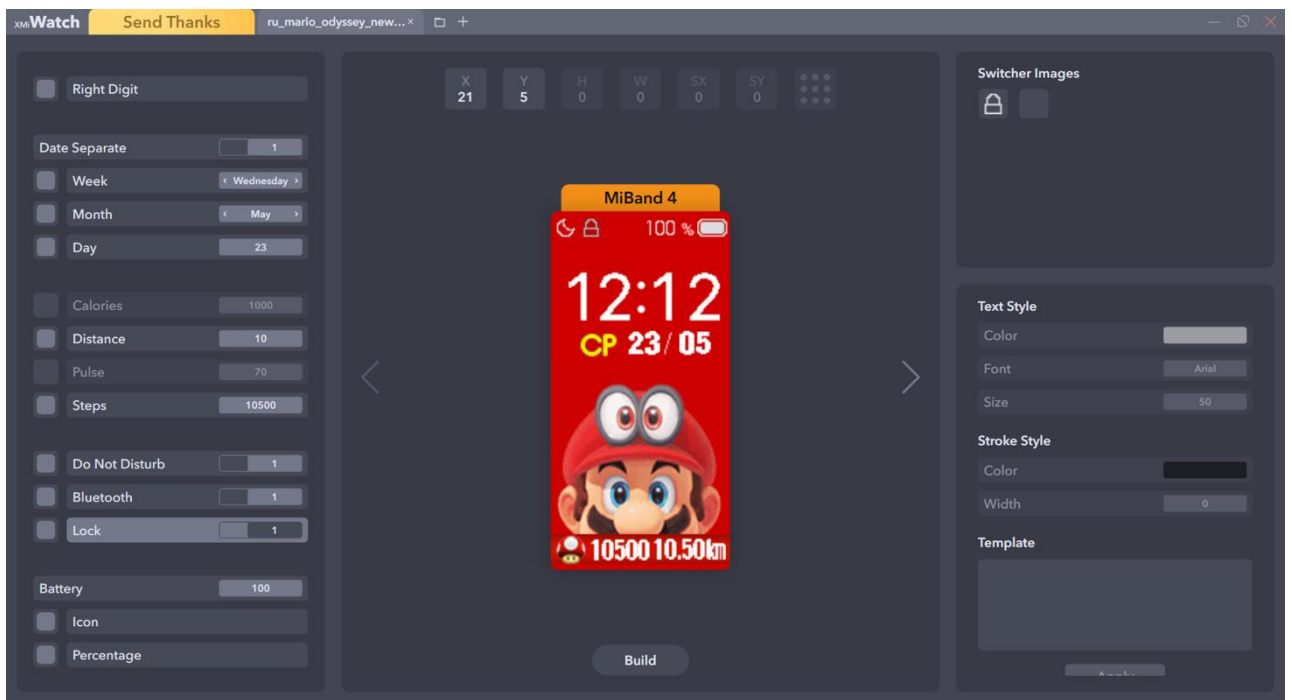 XMiWatch
Send Thanks
ru_mario_odyssey_new...×
Right Digit
Date Separate 1
Week ‹ Wednesday ›
Month ‹ May ›
Day 23
Calories 1000
Distance 10
Pulse 70
Steps 10500
Do Not Disturb 1
Bluetooth 1
Lock 1
Battery 100
Icon
Percentage
X Y H W SX SY
21 5 0 0 0 0
MiBand 4
100 %
12:12
СР 23/05
10500 10.50km
Build
Switcher Images
Text Style
Color
Font Arial
Size 50
Stroke Style
Color
Width 0
Template
Apply